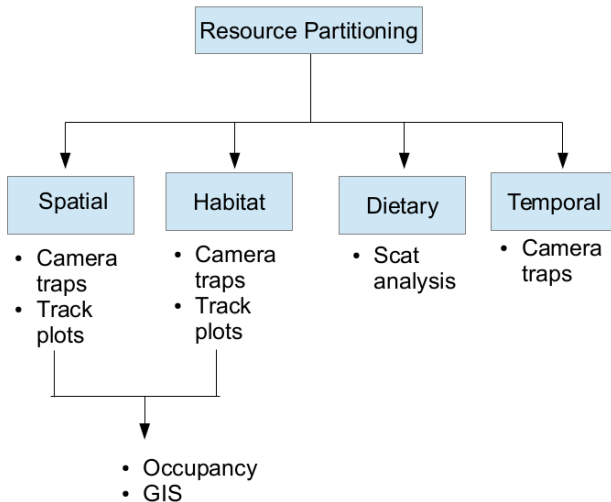 Resource Partitioning
Spatial
• Camera
traps
• Track
plots
Habitat
• Camera
traps
• Track
plots
Dietary
• Scat
analysis
Temporal
• Camera
traps
• Occupancy
• GIS